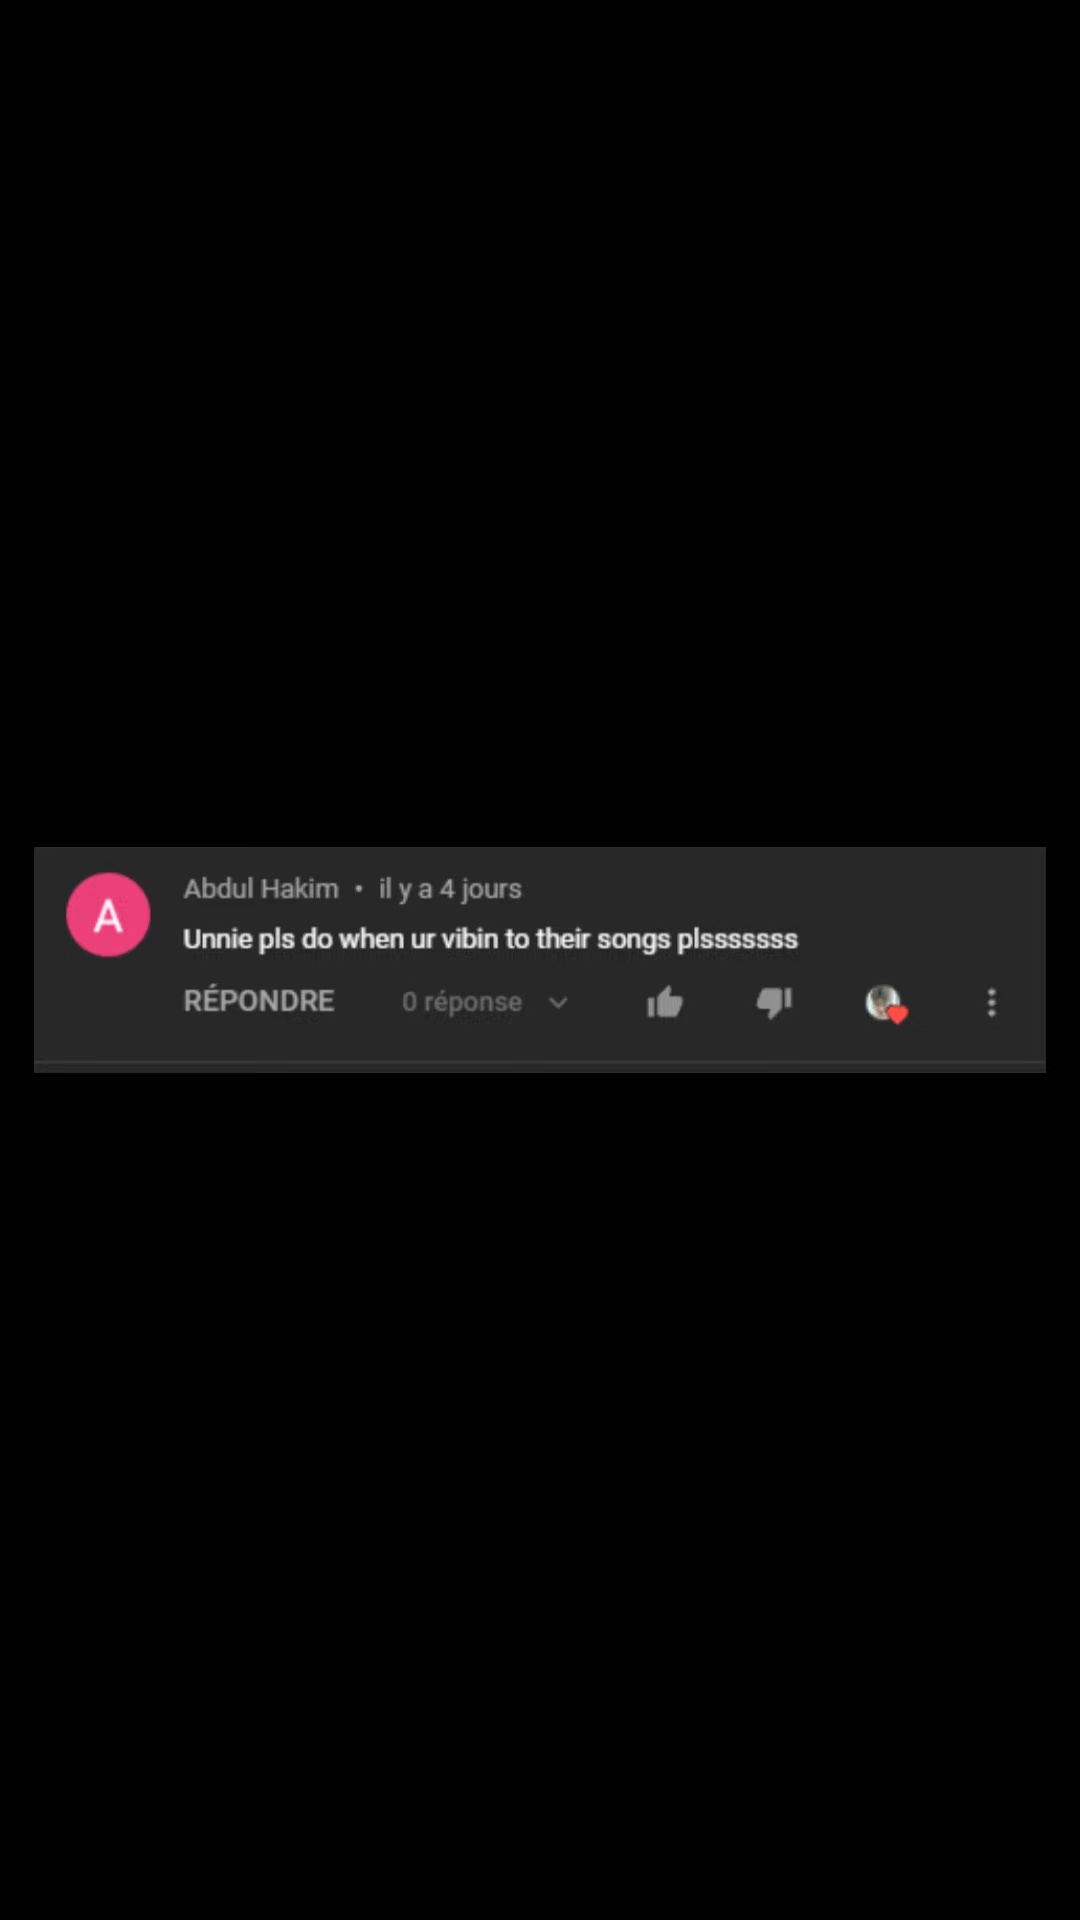 A
Abdul Hakim • il y a 4 jours
Unnie pls do when ur vibin to their songs plsssssss
RÉPONDRE 0 réponse